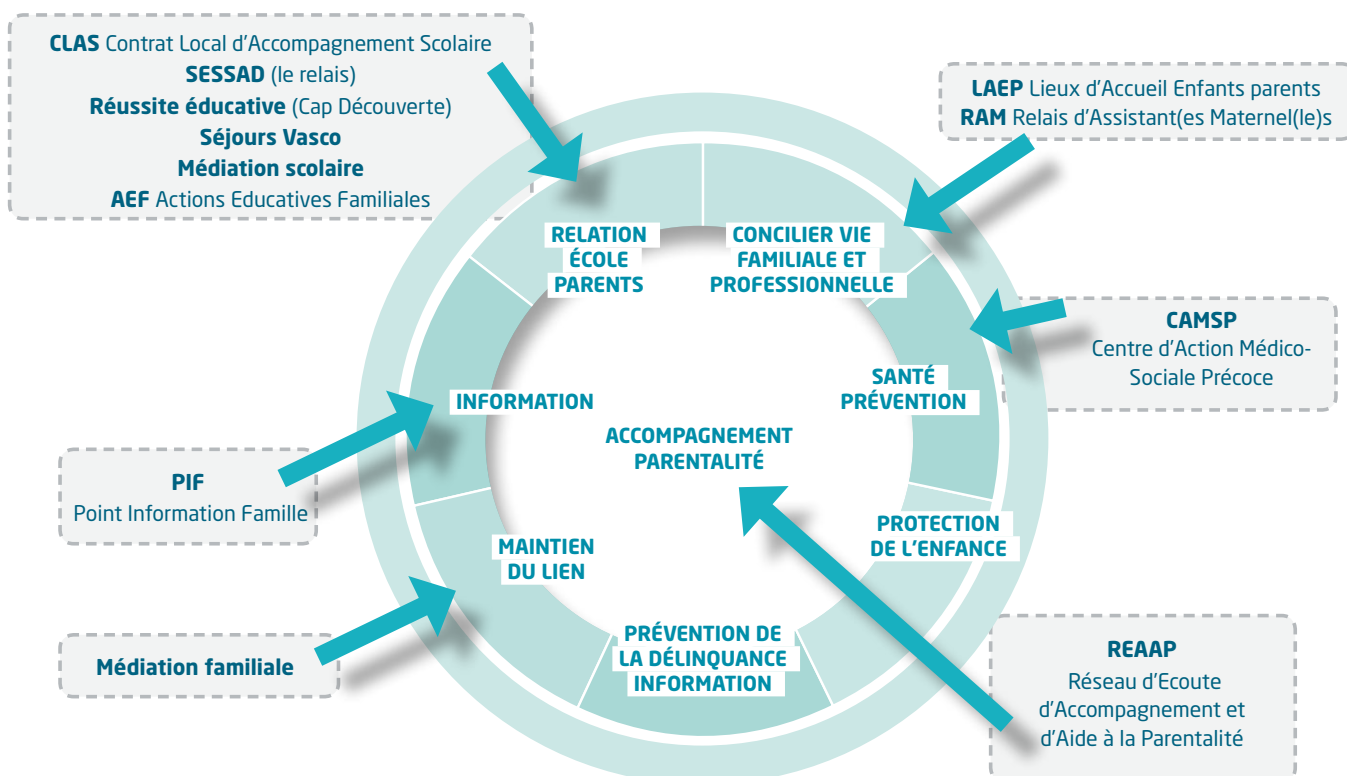 CLAS Contrat Local d'Accompagnement Scolaire
SESSAD (le relais)
Réussite éducative (Cap Découverte)
Séjours Vasco
Médiation scolaire
AEF Actions Educatives Familiales
LAEP Lieux d'Accueil Enfants parents
RAM Relais d'Assistant(es Maternel(le)s
RELATION
ÉCOLE
PARENTS
CONCILIER VIE
FAMILIALE ET
PROFESSIONNELLE
CAMSP
Centre d'Action Médico-
Sociale Précoce
SANTÉ
PRÉVENTION
INFORMATION
ACCOMPAGNEMENT
PARENTALITÉ
PIF
Point Information Famille
PROTECTION
DE L'ENFANCE
MAINTIEN
DU LIEN
PRÉVENTION DE
LA DÉLINQUANCE
INFORMATION
Médiation familiale
REAAP
Réseau d'Ecoute
d'Accompagnement et
d'Aide à la Parentalité